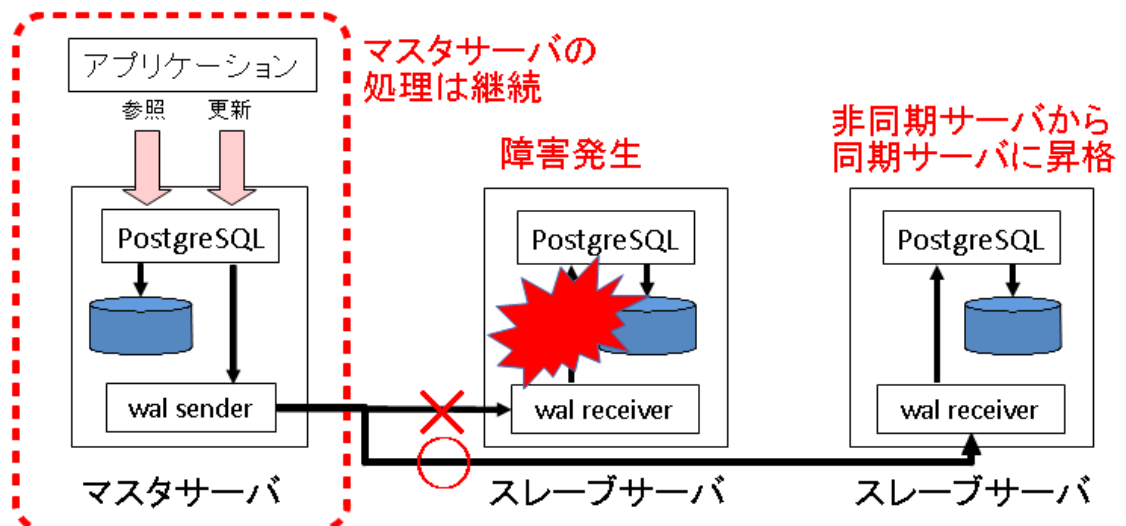 アプリケーション
参照 更新
マスタサーバの
処理は継続
障害発生
非同期サーバから
同期サーバに昇格
PostgreSQL
PostgreSQL
PostgreSQL
wal sender
wal receiver
wal receiver
マスタサーバ
スレーブサーバ
スレーブサーバ